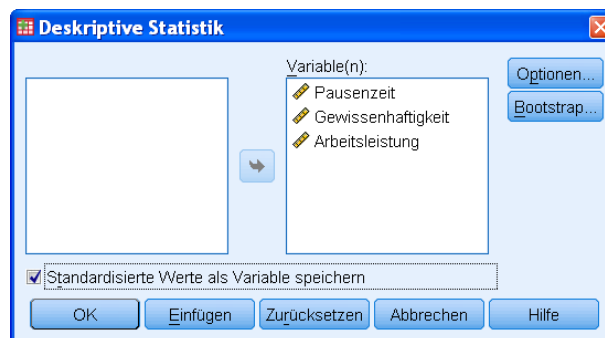 Deskriptive Statistik
Variable(n):
Pausenzeit
Gewissenhaftigkeit
Arbeitsleistung
Optionen...
Bootstrap...
Standardisierte Werte als Variable speichern
OK Einfügen Zurücksetzen Abbrechen Hilfe